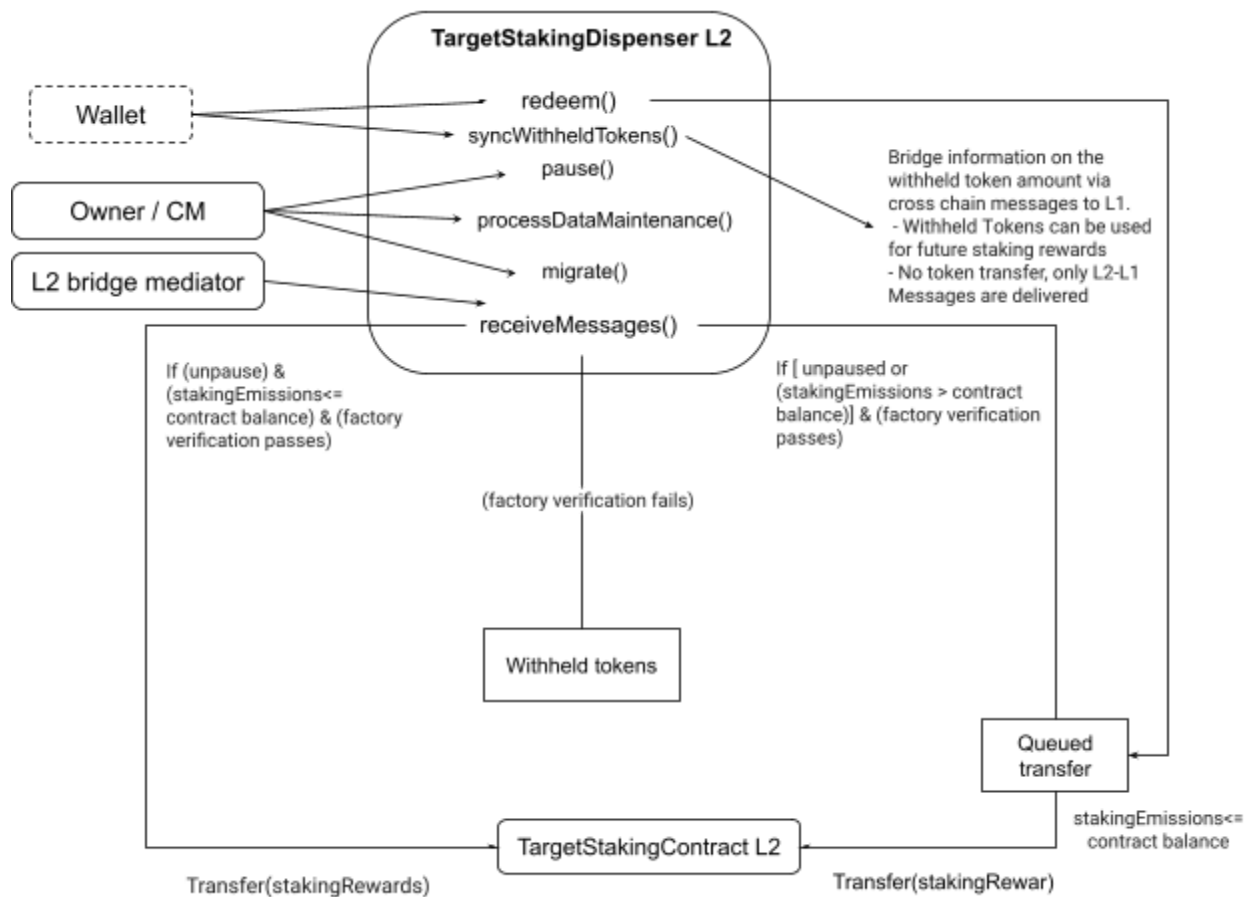 TargetStakingDispenser L2
Wallet
redeem()
syncWithheldTokens()
pause()
Owner / CM
processDataMaintenance()
L2 bridge mediator
migrate()
receiveMessages()
Bridge information on the
withheld token amount via
cross chain messages to L1.
- Withheld Tokens can be used
for future staking rewards
- No token transfer, only L2-L1
Messages are delivered
If (unpause) &
(stakingEmissions<=
contract balance) & (factory
verification passes)
If [ unpaused or
(stakingEmissions > contract
balance)] & (factory verification
passes)
(factory verification fails)
Withheld tokens
Queued
transfer
stakingEmissions<=
contract balance
TargetStakingContract L2
Transfer(stakingRewards)
Transfer(stakingRewar)